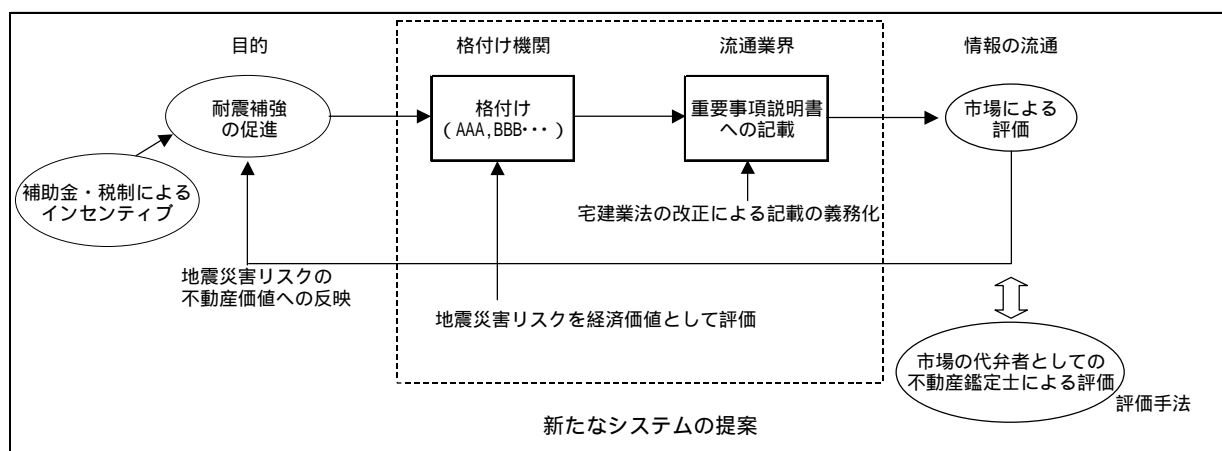 目的
格付け機関
流通業界
情報の流通
耐震補強
の促進
格付け
(AAA,BBB・・・)
重要事項説明書
への記載
市場による
評価
補助金・税制による
インセンティブ
宅建業法の改正による記載の義務化
地震災害リスクの
不動産価値への反映
地震災害リスクを経済価値として評価
市場の代弁者としての
不動産鑑定士による評価
評価手法
新たなシステムの提案